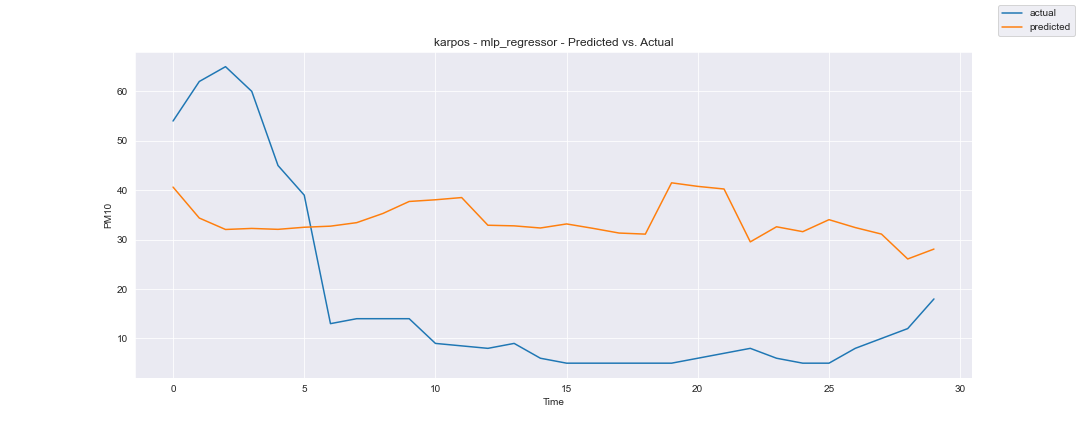 actual
predicted
karpos - mlp_regressor - Predicted vs. Actual
60
50
40
30
20
10
PM10
0 5 10 15 20 25 30
Time